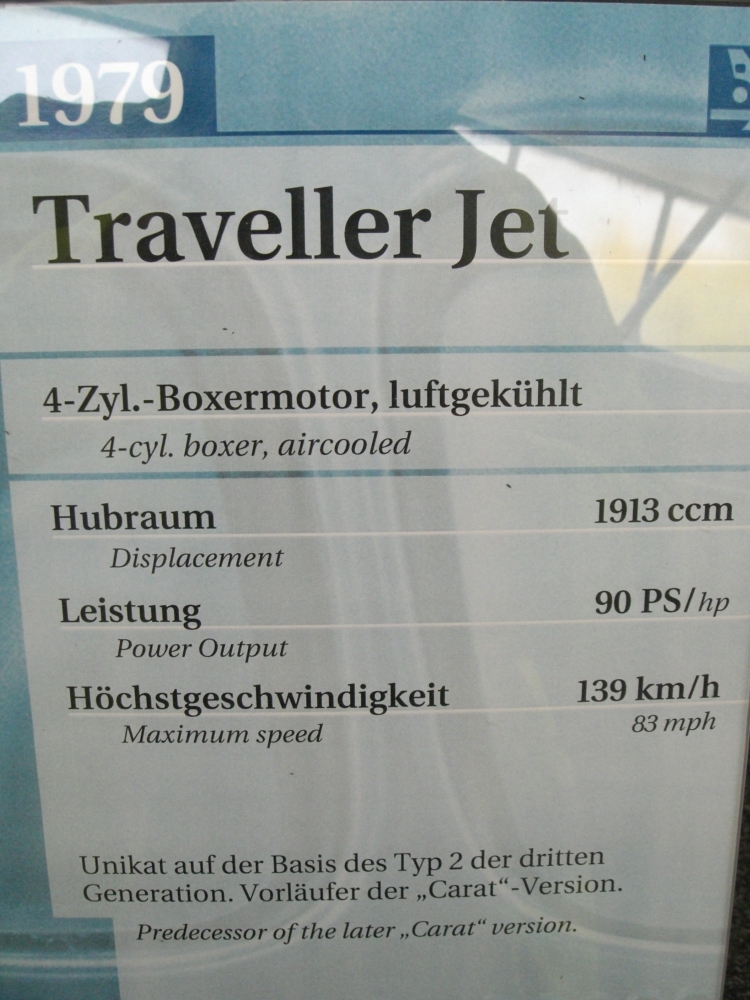 1979
Traveller Jet
4-Zyl.-Boxermotor, luftgekühlt
4-cyl. boxer, aircooled
Hubraum 1913 ccm
Displacement
Leistung 90 PS/hp
Power Output
Höchstgeschwindigkeit 139 km/h
Maximum speed 83 mph
Unikat auf der Basis des Typ 2 der dritten
Generation. Vorläufer der „Carat“-Version.
Predecessor of the later „Carat“ version.